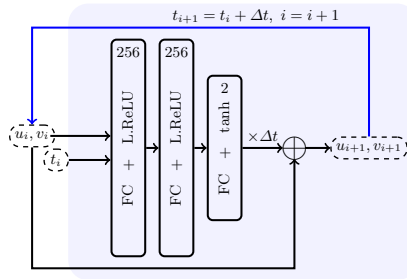 t_{i+1} = t_i + Δt, i = i + 1
256
256
2
FC + L.ReLU
FC + L.ReLU
FC + tanh
u_i, v_i
t_i
×Δt
u_{i+1}, v_{i+1}